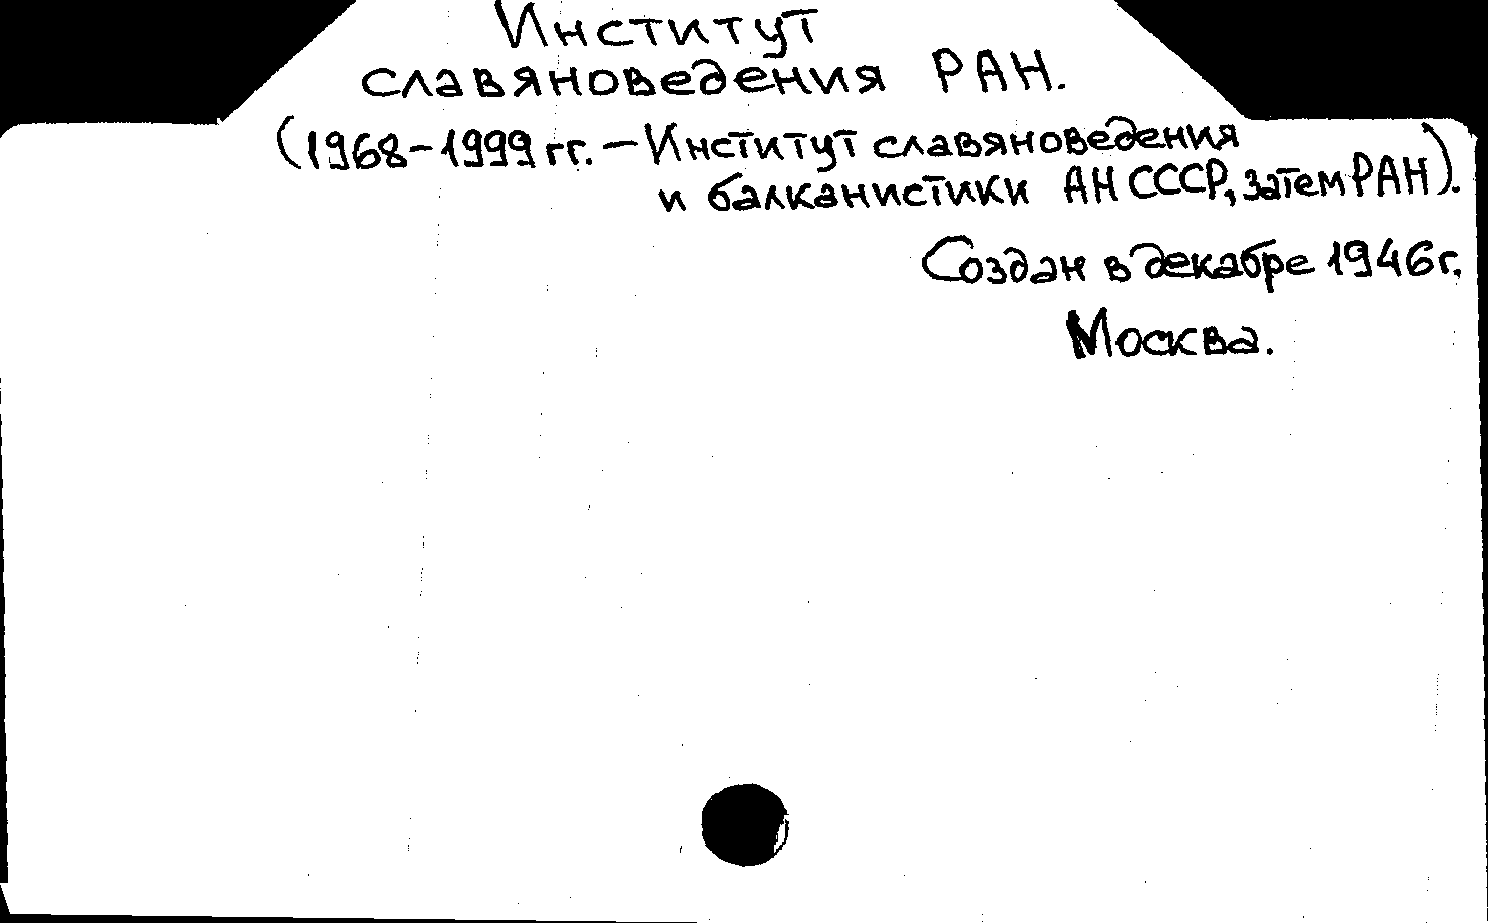 Институт
славяноведения РАН.
(1968-1999 гг. – Институт славяноведения
и балканистики АН СССР, затем РАН).
Создан в декабре 1946 г.
Москва.